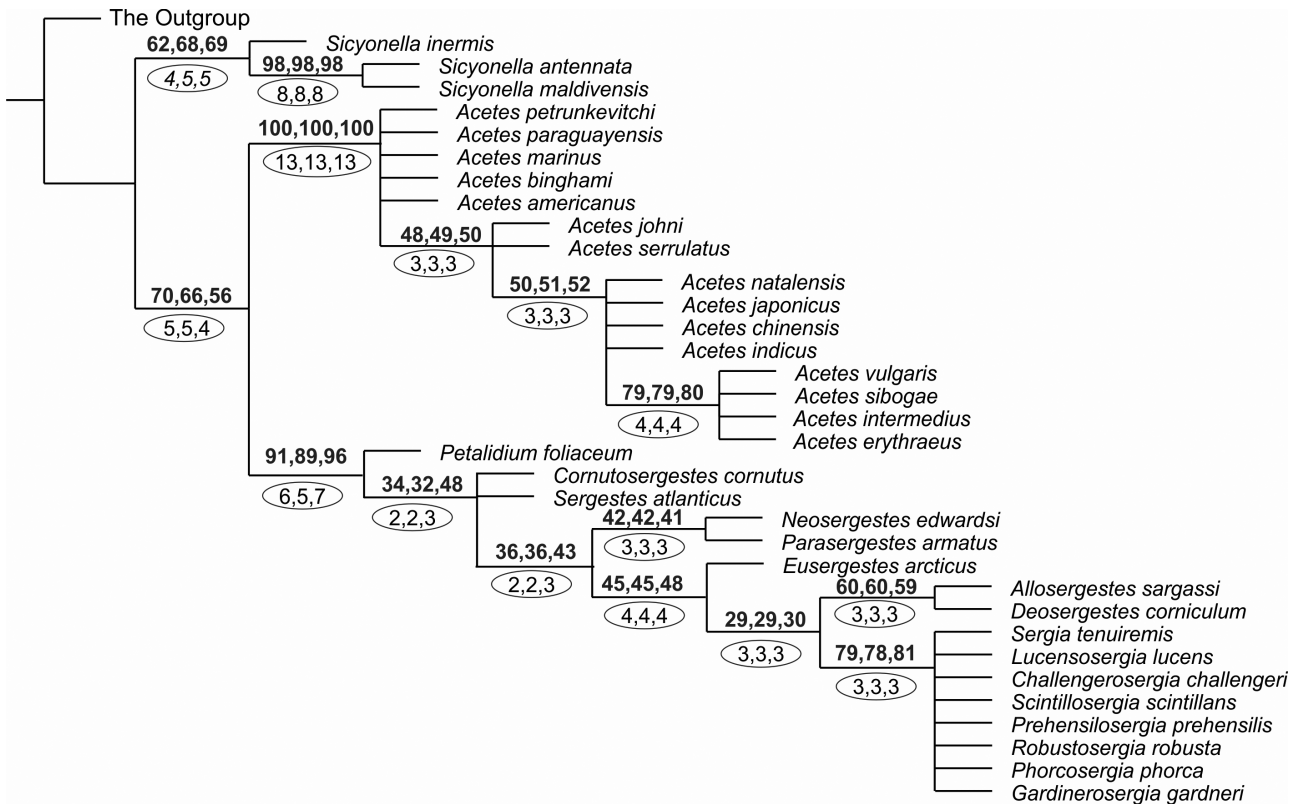 The Outgroup
62,68,69
Sicyonella inermis
4,5,5
98,98,98
Sicyonella antennata
8,8,8
Sicyonella maldivensis
Acetes petrunkevitchi
100,100,100
Acetes paraguayensis
13,13,13
Acetes marinus
Acetes binghami
Acetes americanus
Acetes johni
48,49,50
Acetes serrulatus
3,3,3
Acetes natalensis
50,51,52
Acetes japonicus
70,66,56
3,3,3
Acetes chinensis
5,5,4
Acetes indicus
Acetes vulgaris
79,79,80
Acetes sibogae
4,4,4
Acetes intermedius
Acetes erythraeus
91,89,96
Petalidium foliaceum
6,5,7
34,32,48
Cornutosergestes cornutus
2,2,3
Sergestes atlanticus
42,42,41
Neosergestes edwardsi
3,3,3
Parasergestes armatus
36,36,43
Eusergestes arcticus
2,2,3
45,45,48
60,60,59
Allosergestes sargassi
4,4,4
3,3,3
Deosergestes corniculum
29,29,30
Sergia tenuiremis
3,3,3
79,78,81
Lucensosergia lucens
3,3,3
Challengerosergia challengeri
Scintillosergia scintillans
Prehensilosergia prehensilis
Robustosergia robusta
Phorcosergia phorca
Gardinerosergia gardneri